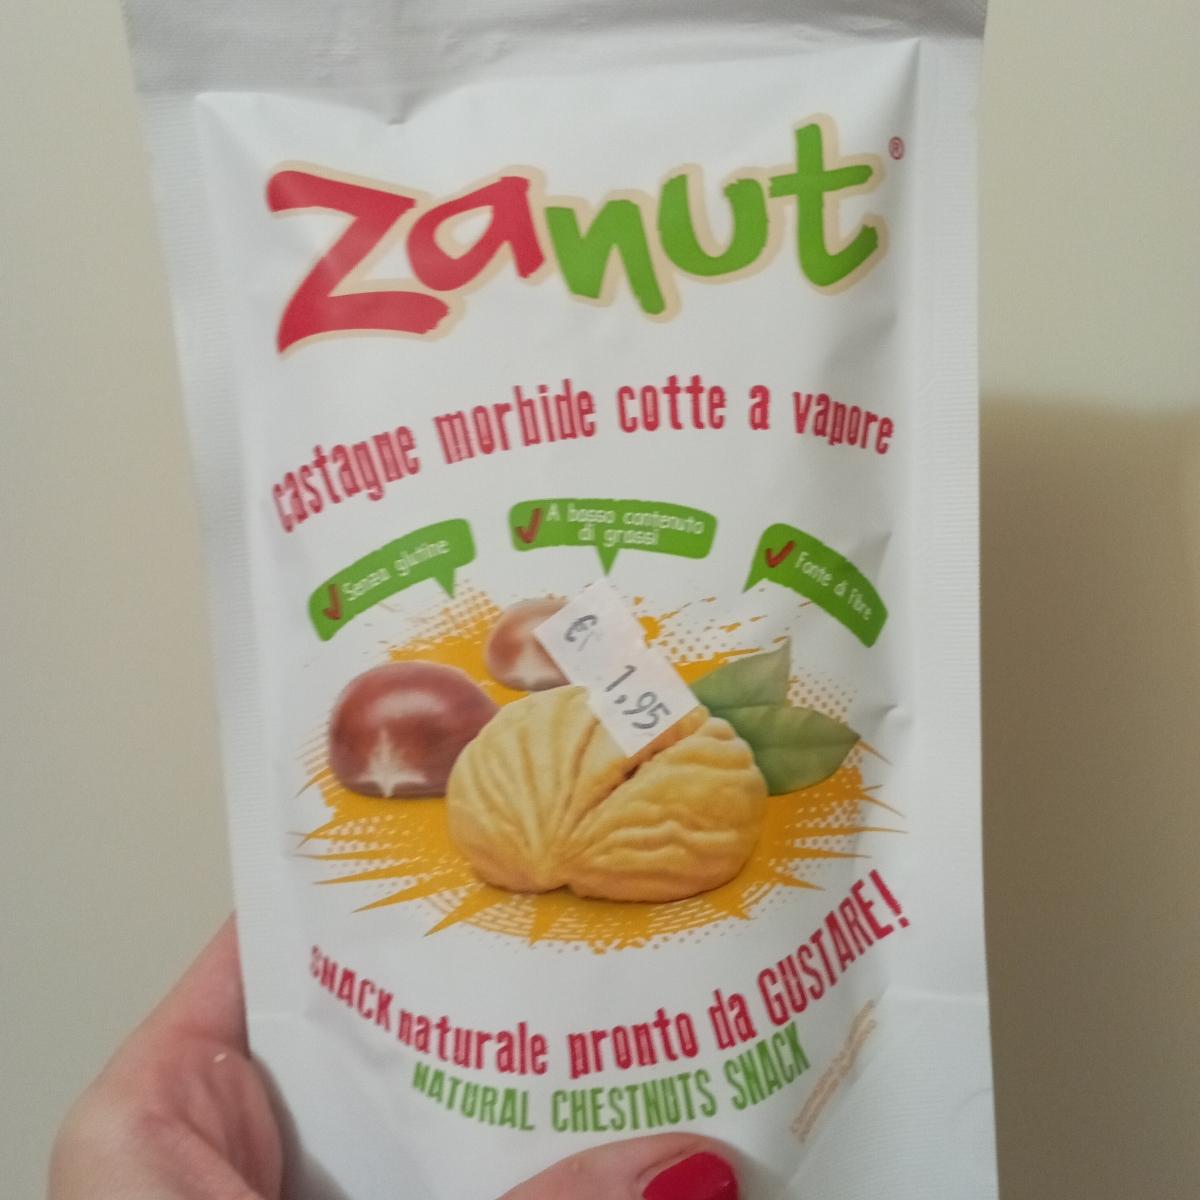 zanut®
castagne morbide cotte a vapore
Senza glutine
A basso contenuto
di grassi
Fonte di fibre
€ 1,95
SNACK naturale pronto da GUSTARE!
NATURAL CHESTNUTS SNACK